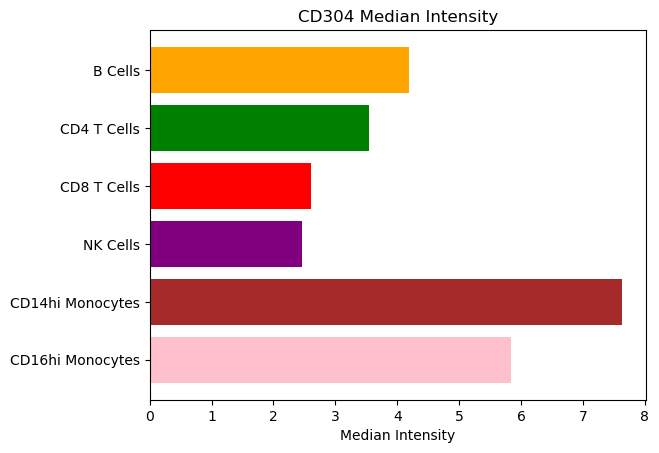 CD304 Median Intensity
B Cells
CD4 T Cells
CD8 T Cells
NK Cells
CD14hi Monocytes
CD16hi Monocytes
0 1 2 3 4 5 6 7 8
Median Intensity